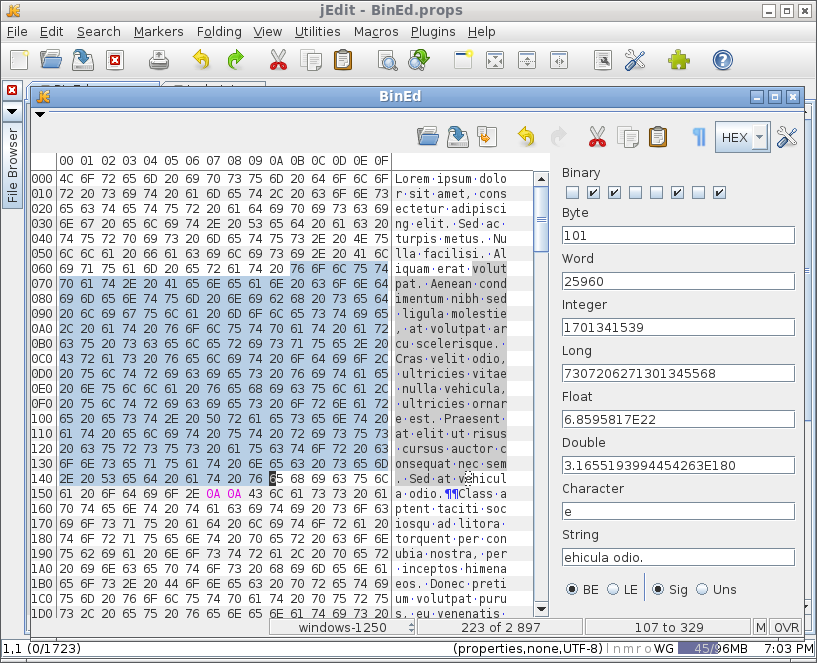 jEdit - BinEd.props
File Edit Search Markers Folding View Utilities Macros Plugins Help
File Browser
BinEd
HEX
00 01 02 03 04 05 06 07 08 09 0A 0B 0C 0D 0E 0F
000 4C 6F 72 65 6D 20 69 70 73 75 6D 20 64 6F 6C 6F Lorem·ipsum·dolo
010 72 20 73 69 74 20 61 6D 65 74 2C 20 63 6F 6E 73 r·sit·amet,·cons
020 65 63 74 65 74 75 72 20 61 64 69 70 69 73 63 69 ectetur·adipisci
030 6E 67 20 65 6C 69 74 2E 20 53 65 64 20 61 63 20 ng·elit.·Sed·ac·
040 74 75 72 70 69 73 20 6D 65 74 75 73 2E 20 4E 75 turpis·metus.·Nu
050 6C 6C 61 20 66 61 63 69 6C 69 73 69 2E 20 41 6C lla·facilisi.·Al
060 69 71 75 61 6D 20 65 72 61 74 20 76 6F 6C 75 74 iquam·erat·volut
070 70 61 74 2E 20 41 65 6E 65 61 6E 20 63 6F 6E 64 pat.·Aenean·cond
080 69 6D 65 6E 74 75 6D 20 6E 69 62 68 20 73 65 64 imentum·nibh·sed
090 20 6C 69 67 75 6C 61 20 6D 6F 6C 65 73 74 69 65 ·ligula·molestie
0A0 2C 20 61 74 20 76 6F 6C 75 74 70 61 74 20 61 72 ,·at·volutpat·ar
0B0 63 75 20 73 63 65 6C 65 72 69 73 71 75 65 2E 20 cu·scelerisque.·
0C0 43 72 61 73 20 76 65 6C 69 74 20 6F 64 69 6F 2C Cras·velit·odio,
0D0 20 75 6C 74 72 69 63 69 65 73 20 76 69 74 61 65 ·ultricies·vitae
0E0 20 6E 75 6C 6C 61 20 76 65 68 69 63 75 6C 61 2C ·nulla·vehicula,
0F0 20 75 6C 74 72 69 63 69 65 73 20 6F 72 6E 61 72 ·ultricies·ornar
100 65 20 65 73 74 2E 20 50 72 61 65 73 65 6E 74 20 e·est.·Praesent·
110 61 74 20 65 6C 69 74 20 75 74 20 72 69 73 75 73 at·elit·ut·risus
120 20 63 75 72 73 75 73 20 61 75 63 74 6F 72 20 63 ·cursus·auctor·c
130 6F 6E 73 65 71 75 61 74 20 6E 65 63 20 73 65 6D onsequat·nec·sem
140 2E 20 53 65 64 20 61 74 20 76 65 68 69 63 75 6C .·Sed·at·vehicul
150 61 20 6F 64 69 6F 2E 0A 0A 43 6C 61 73 73 20 61 a·odio.¶¶Class·a
160 70 74 65 6E 74 20 74 61 63 69 74 69 20 73 6F 63 ptent·taciti·soc
170 69 6F 73 71 75 20 61 64 20 6C 69 74 6F 72 61 20 iosqu·ad·litora·
180 74 6F 72 71 75 65 6E 74 20 70 65 72 20 63 6F 6E torquent·per·con
190 75 62 69 61 20 6E 6F 73 74 72 61 2C 20 70 65 72 ubia·nostra,·per
1A0 20 69 6E 63 65 70 74 6F 73 20 68 69 6D 65 6E 61 ·inceptos·himena
1B0 65 6F 73 2E 20 44 6F 6E 65 63 20 70 72 65 74 69 eos.·Donec·preti
1C0 75 6D 20 76 6F 6C 75 74 70 61 74 20 70 75 72 75 um·volutpat·puru
1D0 73 2C 20 65 75 20 76 65 6E 65 6E 61 74 69 73 20 s,·eu·venenatis·
Binary
Byte
101
Word
25960
Integer
1701341539
Long
7307206271301345568
Float
6.8595817E22
Double
3.1655193994454263E180
Character
e
String
ehicula odio.
BE LE Sig Uns
windows-1250 223 of 2 897 107 to 329 M OVR
1,1 (0/1723) (properties,none,UTF-8) | n m r o WG 45/96MB 7:03 PM